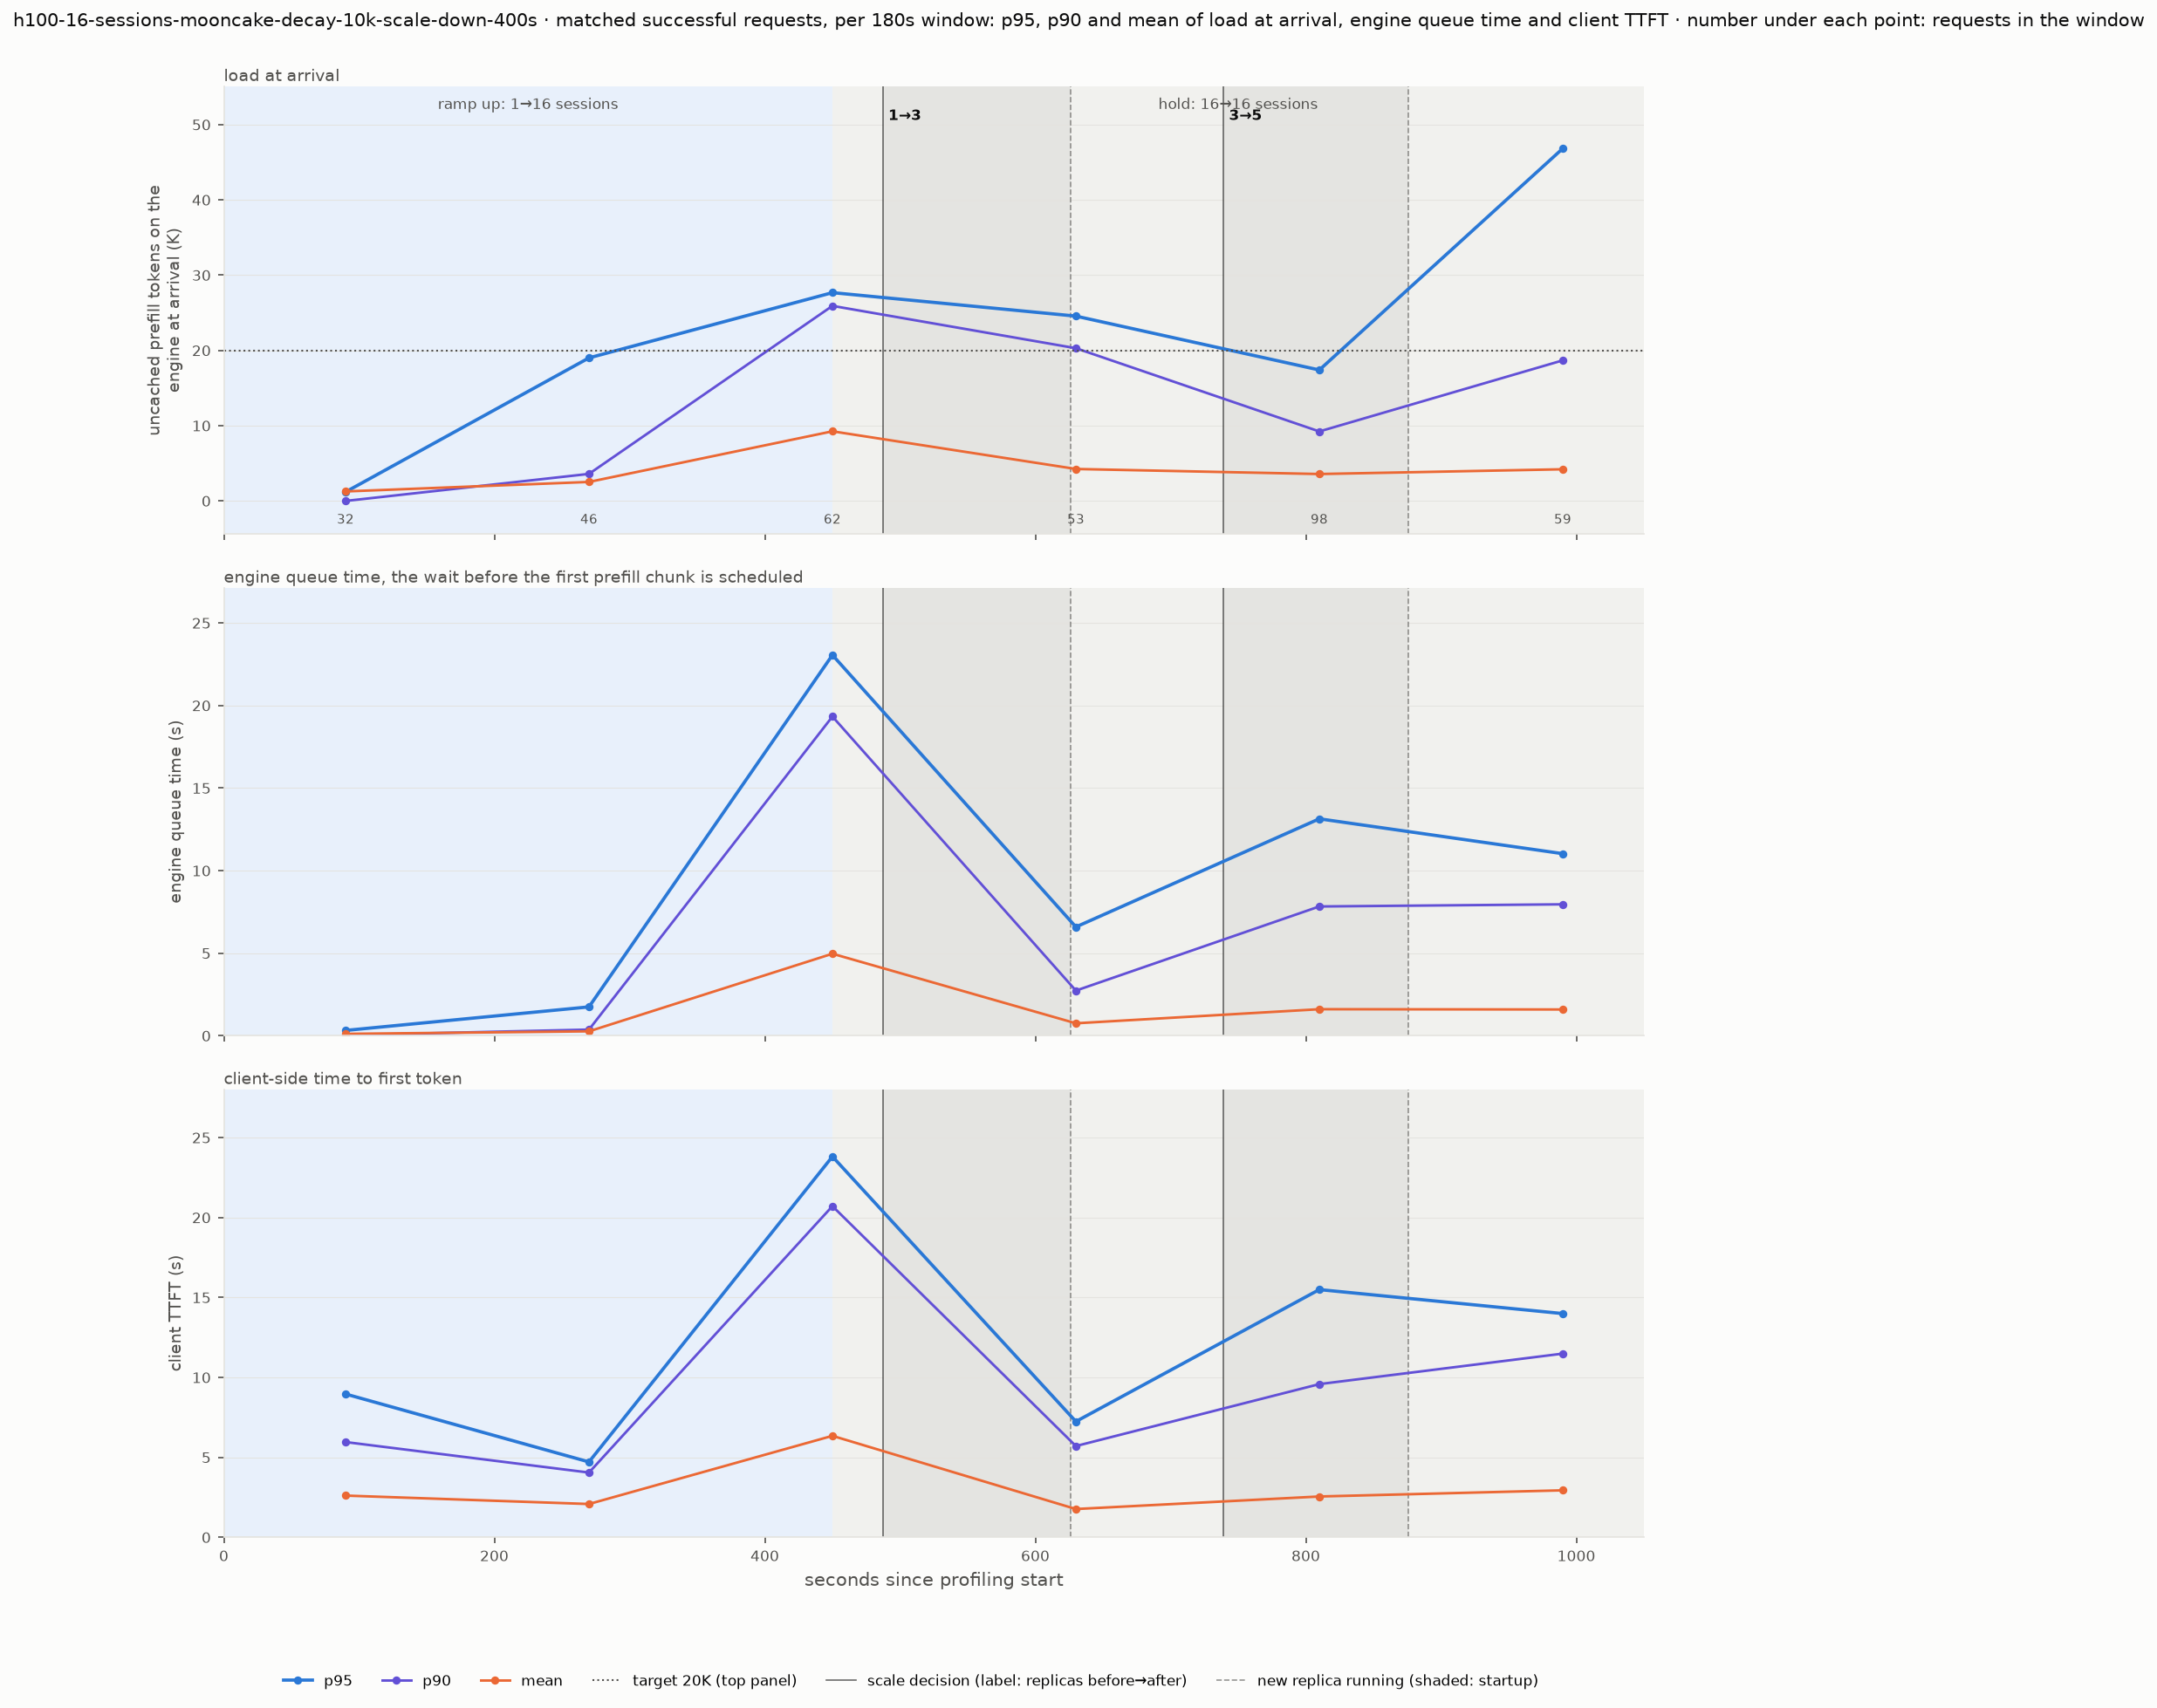 h100-16-sessions-mooncake-decay-10k-scale-down-400s · matched successful requests, per 180s window: p95, p90 and mean of load at arrival, engine queue time and client TTFT · number under each point: requests in the window
load at arrival
ramp up: 1→16 sessions
hold: 16→16 sessions
1→3
3→5
uncached prefill tokens on the
engine at arrival (K)
50
40
30
20
10
0
32
46
62
53
98
59
engine queue time, the wait before the first prefill chunk is scheduled
engine queue time (s)
25
20
15
10
5
0
client-side time to first token
client TTFT (s)
25
20
15
10
5
0
0
200
400
600
800
1000
seconds since profiling start
p95
p90
mean
target 20K (top panel)
scale decision (label: replicas before→after)
new replica running (shaded: startup)